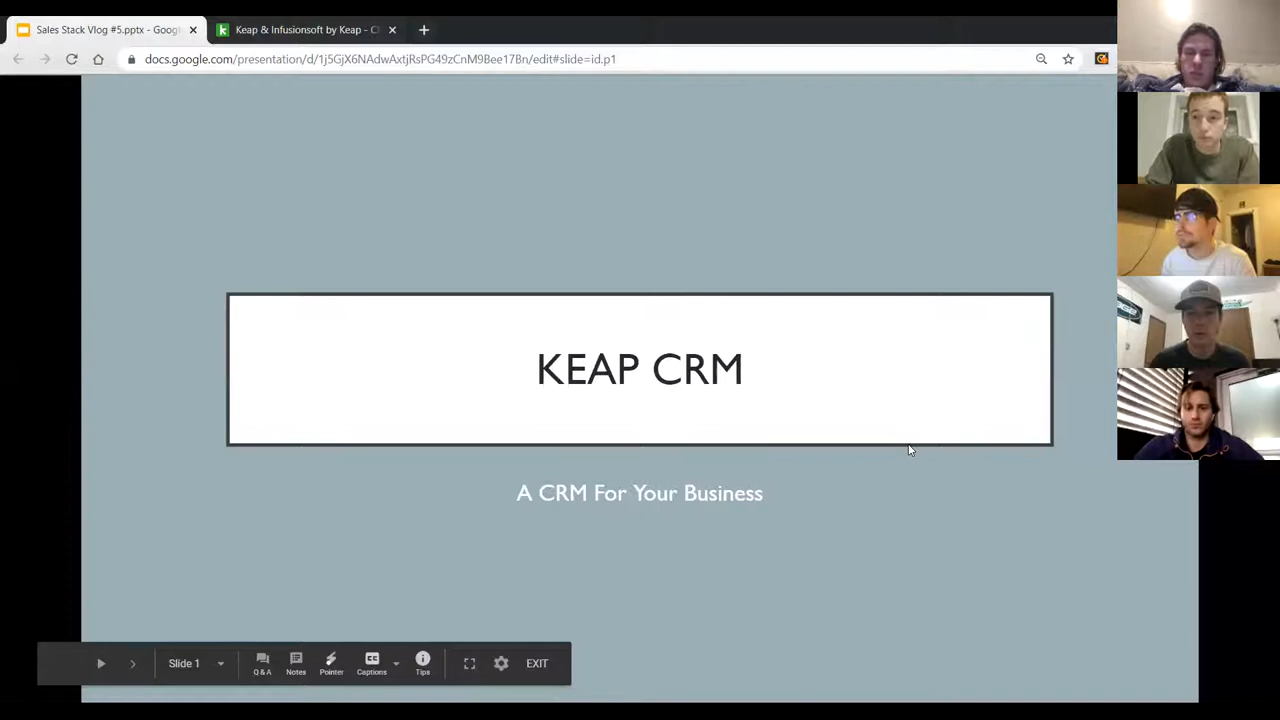 Sales Stack Vlog #5.pptx - Goog
Keap & Infusionsoft by Keap - C
docs.google.com/presentation/d/1j5GjX6NAdwAxtjRsPG49zCnM9Bee17Bn/edit#slide=id.p1
KEAP CRM
A CRM For Your Business
Slide 1
Q & A
Notes
Pointer
Captions
Tips
EXIT